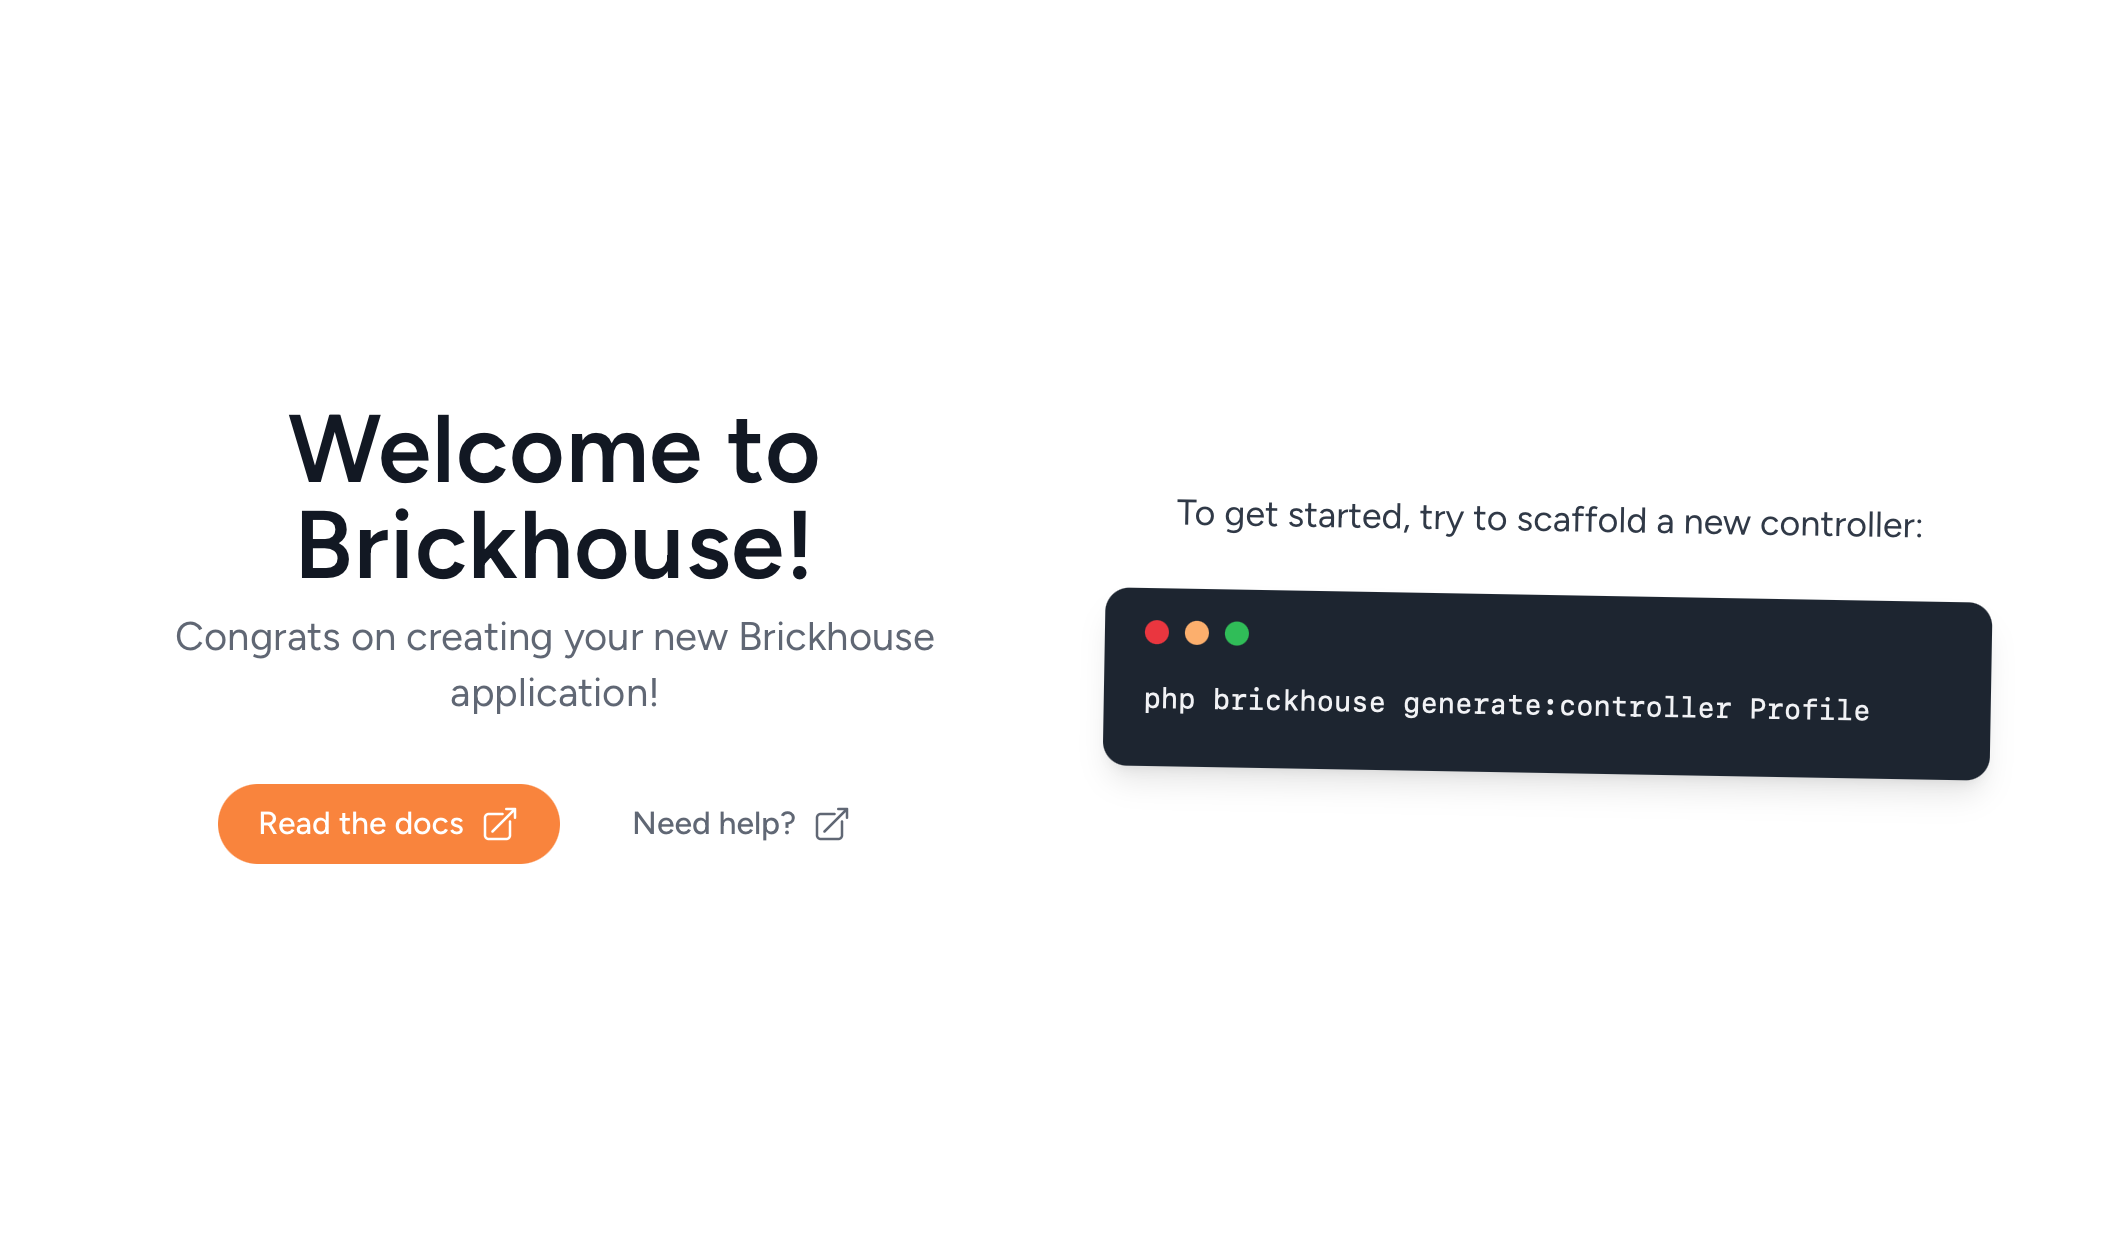 Welcome to
Brickhouse!
Congrats on creating your new Brickhouse
application!
Read the docs
Need help?
To get started, try to scaffold a new controller:
php brickhouse generate:controller Profile